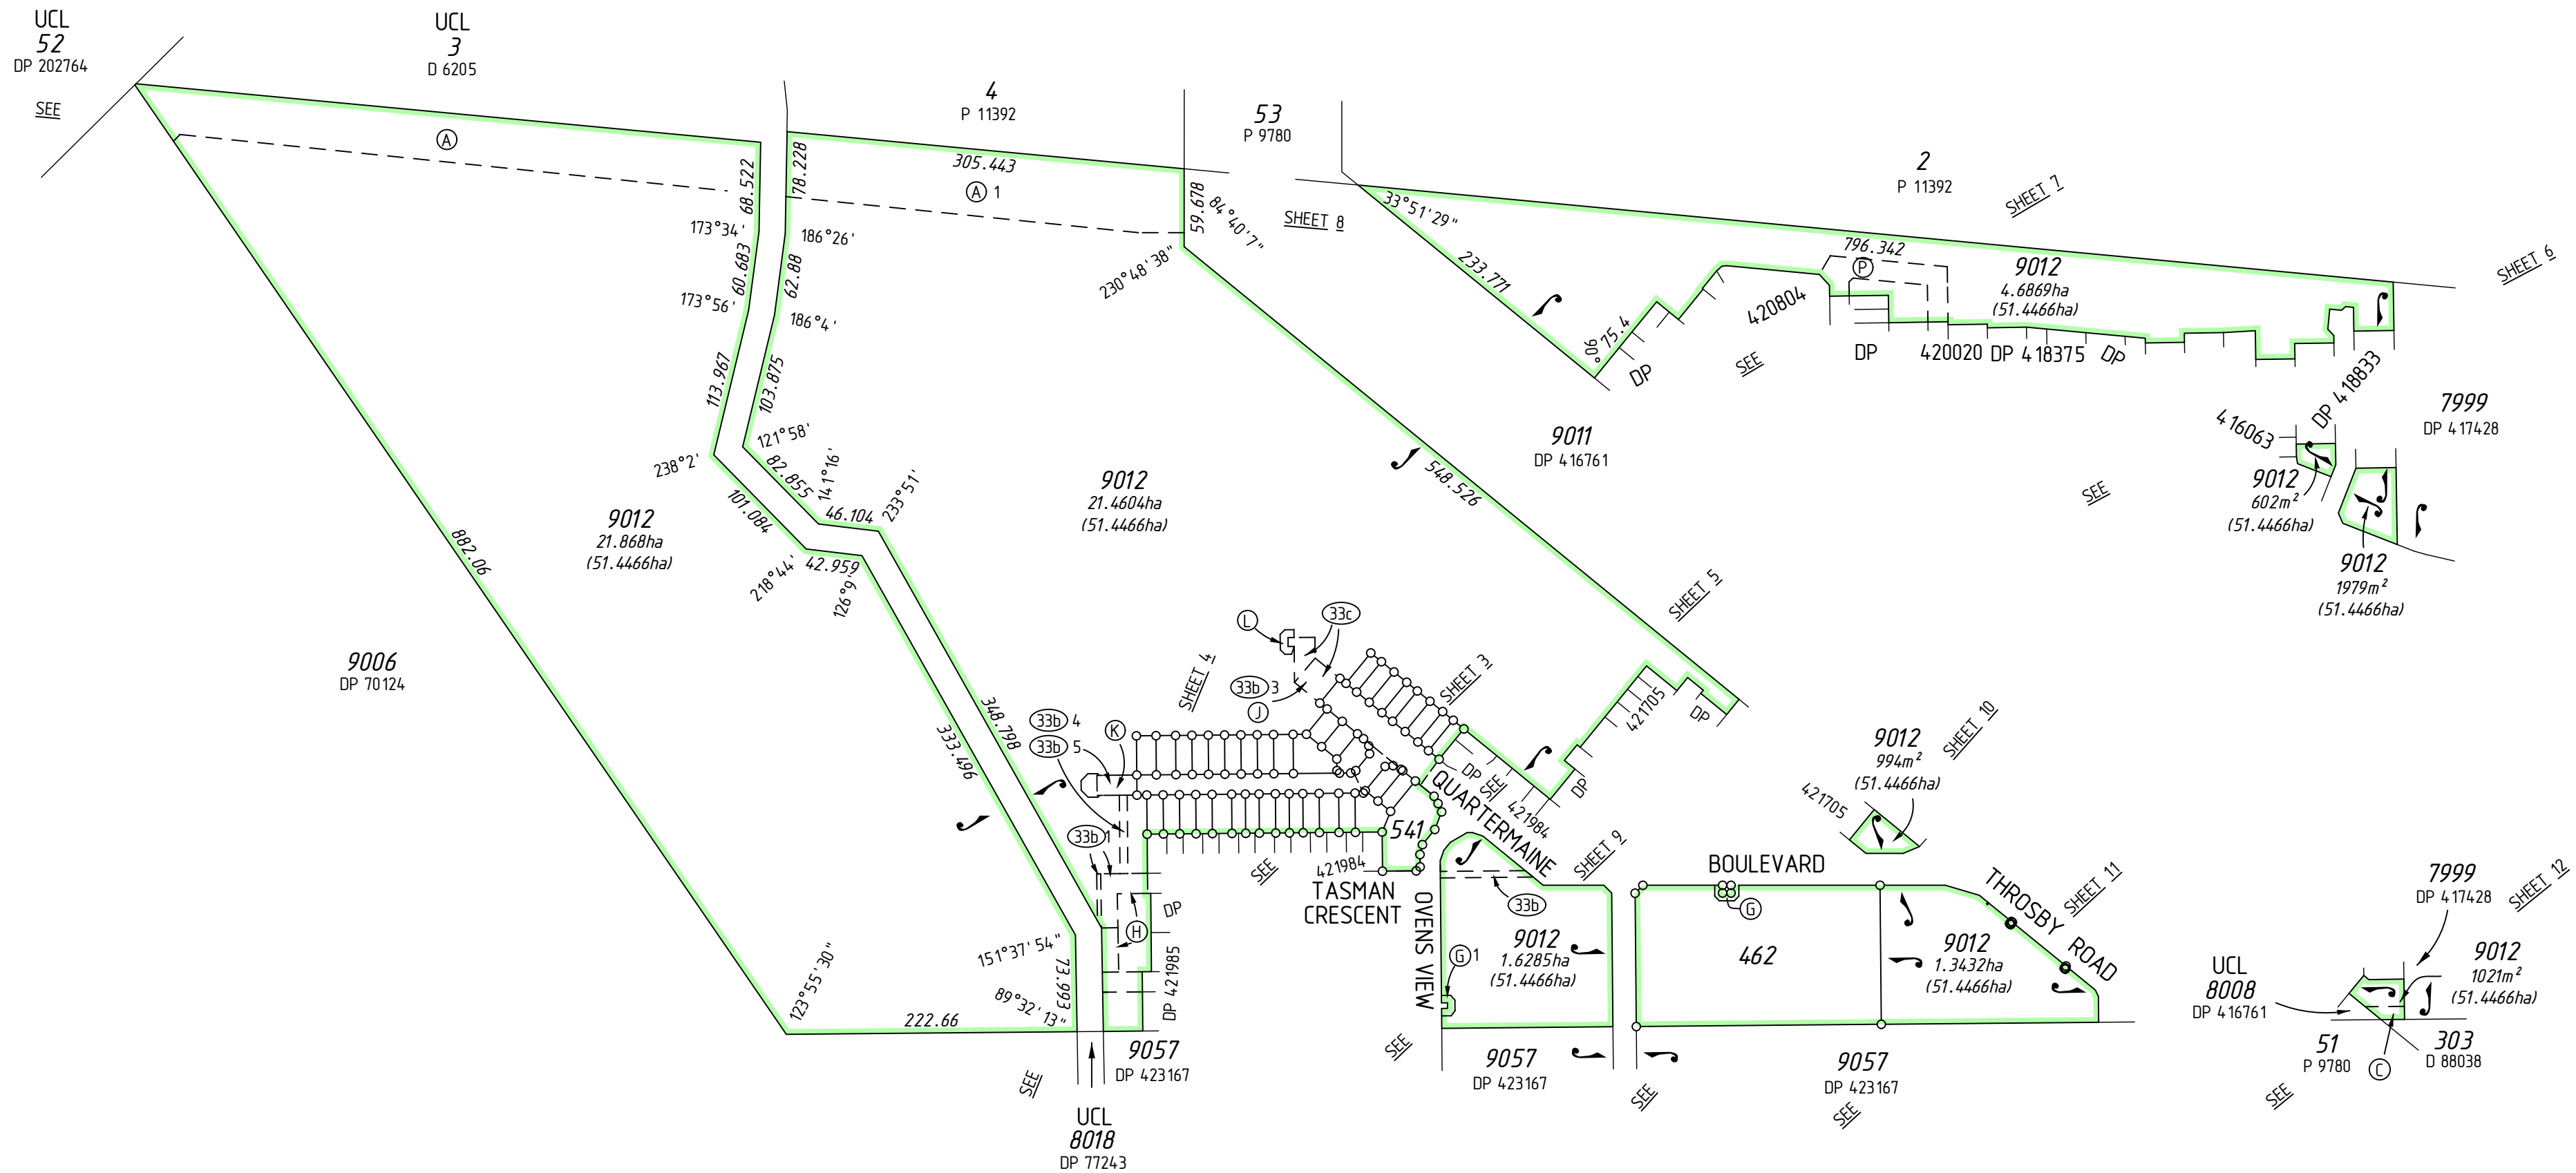 UCL
52
DP 202764
SEE
UCL
3
D 6205
4
P 11392
53
P 9780
2
P 11392
SHEET 7
SHEET 6
SHEET 8
A
A 1
305.443
68.522
78.228
59.678
84°40'7"
230°48'38"
33°51'29"
233.771
90°
75.4
796.342
P
9012
4.6869ha
(51.4466ha)
173°34'
186°26'
60.683
62.88
173°56'
186°4'
113.967
103.875
DP
420804
SEE
DP
420020
DP 418375
DP
DP 418833
416063
7999
DP 417428
9012
602m²
(51.4466ha)
9012
1979m²
(51.4466ha)
SEE
238°2'
121°58'
82.855
141°16'
101.084
46.104
233°51'
218°44'
42.959
126°9'
9012
21.868ha
(51.4466ha)
9012
21.4604ha
(51.4466ha)
9011
DP 416761
548.526
882.06
9006
DP 70124
SHEET 5
SHEET 4
SHEET 3
L
33c
33b 3
J
33b 4
33b 5
K
33b 1
348.798
333.496
421705
DP
DP
SEE
421984
DP
QUARTERMAINE
541
421984
SEE
TASMAN
CRESCENT
OVENS VIEW
SHEET 9
33b
G 1
9012
1.6285ha
(51.4466ha)
9012
994m²
(51.4466ha)
SHEET 10
421705
BOULEVARD
G
462
9012
1.3432ha
(51.4466ha)
THROSBY ROAD
SHEET 11
7999
DP 417428
SHEET 12
9012
1021m²
(51.4466ha)
UCL
8008
DP 416761
51
P 9780
C
303
D 88038
SEE
H
DP
DP 421985
151°37'54"
73.993
89°32'13"
123°55'30"
222.66
9057
DP 423167
SEE
UCL
8018
DP 77243
SEE
9057
DP 423167
SEE
9057
DP 423167
SEE